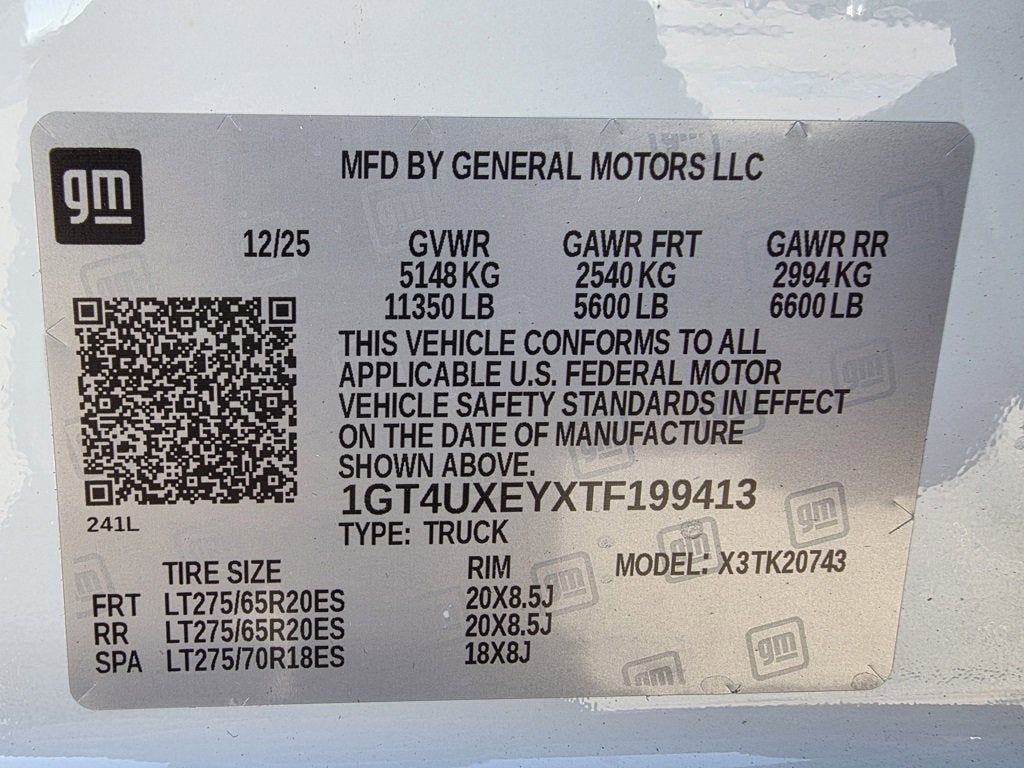 gm
MFD BY GENERAL MOTORS LLC
12/25 GVWR GAWR FRT GAWR RR
5148 KG 2540 KG 2994 KG
11350 LB 5600 LB 6600 LB
THIS VEHICLE CONFORMS TO ALL
APPLICABLE U.S. FEDERAL MOTOR
VEHICLE SAFETY STANDARDS IN EFFECT
ON THE DATE OF MANUFACTURE
SHOWN ABOVE.
1GT4UXEYXTF199413
241L
TYPE: TRUCK
TIRE SIZE RIM MODEL: X3TK20743
FRT LT275/65R20ES 20X8.5J
RR LT275/65R20ES 20X8.5J
SPA LT275/70R18ES 18X8J